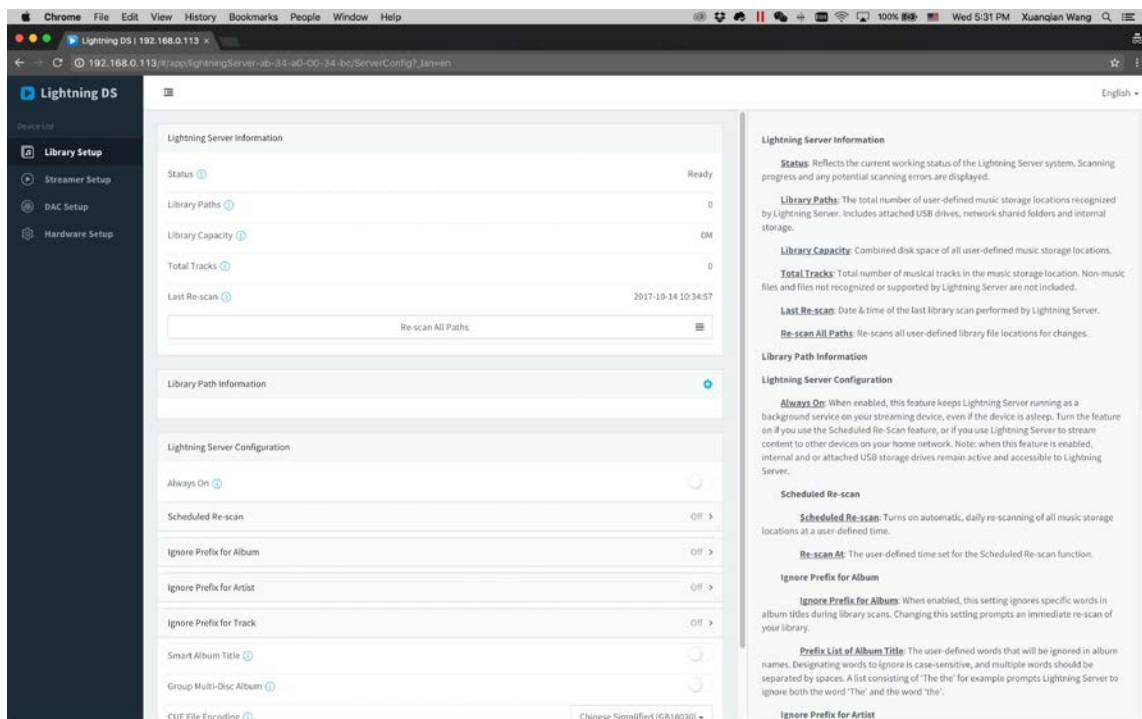 Chrome File Edit View History Bookmarks People Window Help 100% Wed 5:31 PM Xuanqian Wang
Lightning DS | 192.168.0.113 ×
192.168.0.113/#/app/lightningServer-ab-34-a0-00-34-bc/ServerConfig?_lan=en
Lightning DS
English
Device List
Library Setup
Streamer Setup
DAC Setup
Hardware Setup
Lightning Server Information
Status Ready
Library Paths 0
Library Capacity 0M
Total Tracks 0
Last Re-scan 2017-10-14 10:34:57
Re-scan All Paths
Library Path Information
Lightning Server Configuration
Always On
Scheduled Re-scan Off >
Ignore Prefix for Album Off >
Ignore Prefix for Artist Off >
Ignore Prefix for Track Off >
Smart Album Title
Group Multi-Disc Album
CUE File Encoding Chinese Simplified (GB18030)
Lightning Server Information
Status: Reflects the current working status of the Lightning Server system. Scanning
progress and any potential scanning errors are displayed.
Library Paths: The total number of user-defined music storage locations recognized
by Lightning Server. Includes attached USB drives, network shared folders and internal
storage.
Library Capacity: Combined disk space of all user-defined music storage locations.
Total Tracks: Total number of musical tracks in the music storage location. Non-music
files and files not recognized or supported by Lightning Server are not included.
Last Re-scan: Date & time of the last library scan performed by Lightning Server.
Re-scan All Paths: Re-scans all user-defined library file locations for changes.
Library Path Information
Lightning Server Configuration
Always On: When enabled, this feature keeps Lightning Server running as a
background service on your streaming device, even if the device is asleep. Turn the feature
on if you use the Scheduled Re-Scan feature, or if you use Lightning Server to stream
content to other devices on your home network. Note: when this feature is enabled,
internal and or attached USB storage drives remain active and accessible to Lightning
Server.
Scheduled Re-scan
Scheduled Re-scan: Turns on automatic, daily re-scanning of all music storage
locations at a user-defined time.
Re-scan At: The user-defined time set for the Scheduled Re-scan function.
Ignore Prefix for Album
Ignore Prefix for Album: When enabled, this setting ignores specific words in
album titles during library scans. Changing this setting prompts an immediate re-scan of
your library.
Prefix List of Album Title: The user-defined words that will be ignored in album
names. Designating words to ignore is case-sensitive, and multiple words should be
separated by spaces. A list consisting of 'The the' for example prompts Lightning Server to
ignore both the word 'The' and the word 'the'.
Ignore Prefix for Artist